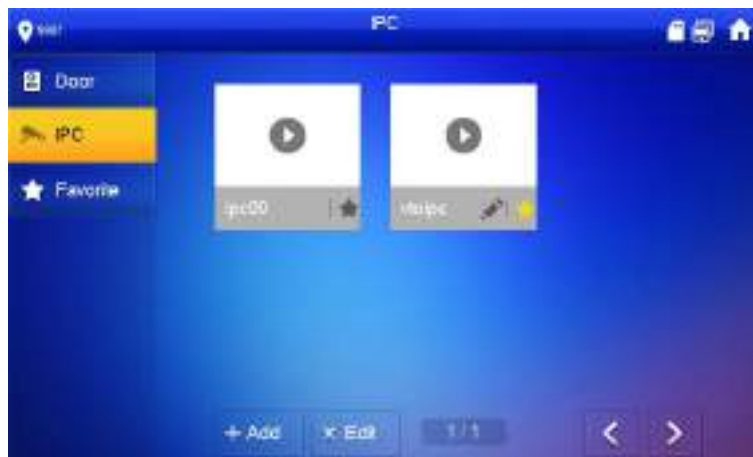 IPC
Door
IPC
Favorite
ipc00
+ Add
× Edit
1/1